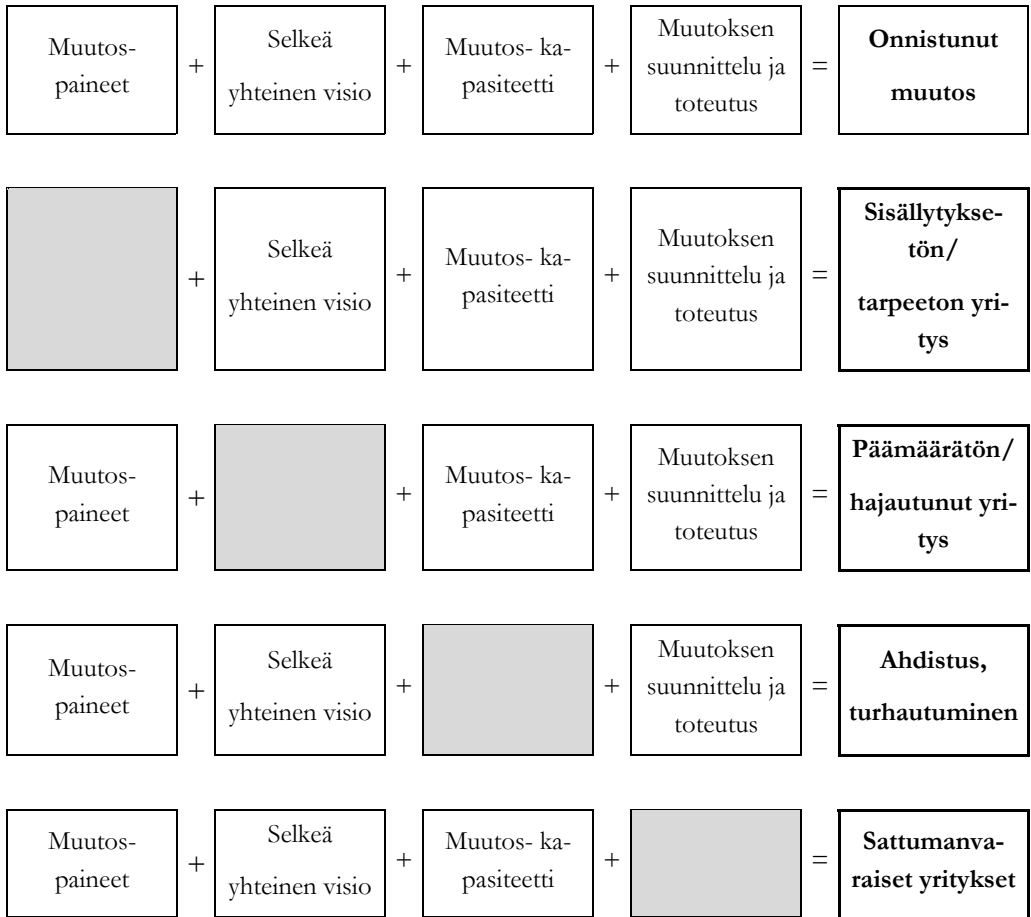 Muutos-
paineet
+
Selkeä
yhteinen visio
+
Muutos- ka-
pasiteetti
+
Muutoksen
suunnittelu ja
toteutus
=
Onnistunut
muutos
+
Selkeä
yhteinen visio
+
Muutos- ka-
pasiteetti
+
Muutoksen
suunnittelu ja
toteutus
=
Sisällytykse-
tön/
tarpeeton yri-
tys
Muutos-
paineet
+
+
Muutos- ka-
pasiteetti
+
Muutoksen
suunnittelu ja
toteutus
=
Päämäärätön/
hajautunut yri-
tys
Muutos-
paineet
+
Selkeä
yhteinen visio
+
+
Muutoksen
suunnittelu ja
toteutus
=
Ahdistus,
turhautuminen
Muutos-
paineet
+
Selkeä
yhteinen visio
+
Muutos- ka-
pasiteetti
+
=
Sattumanva-
raiset yritykset